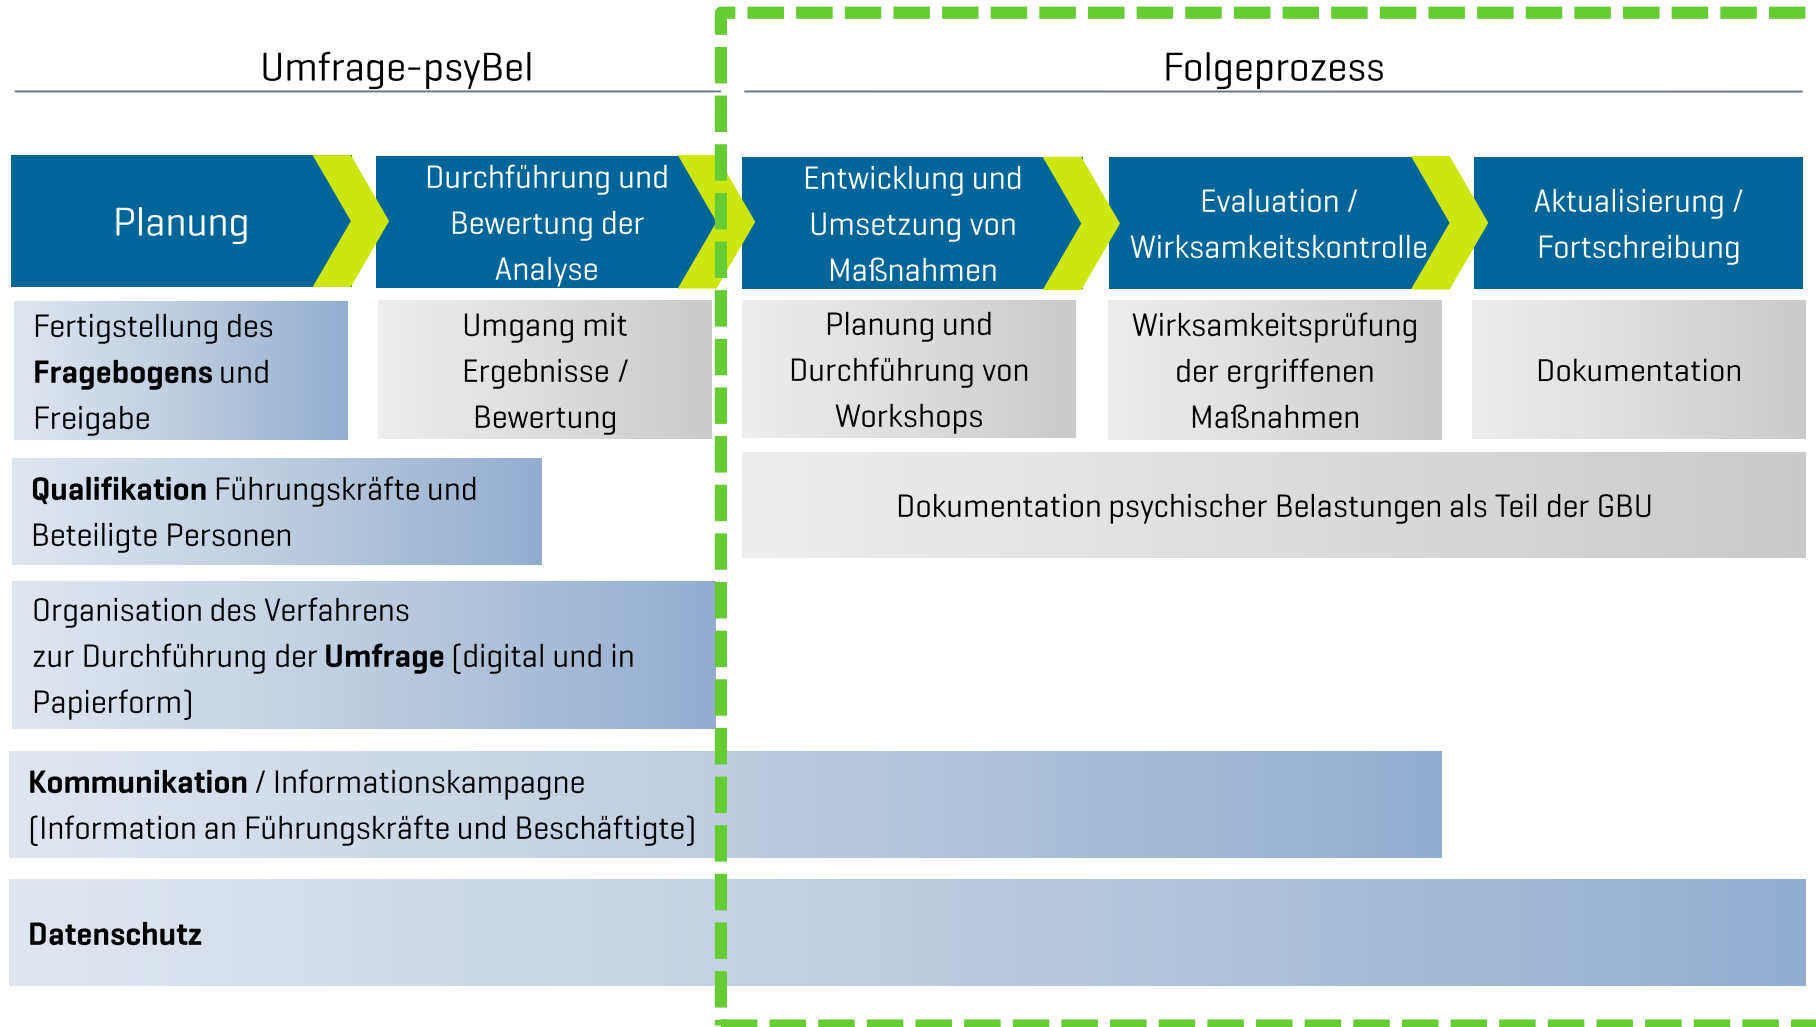 Umfrage-psyBel
Folgeprozess
Planung
Durchführung und
Bewertung der
Analyse
Entwicklung und
Umsetzung von
Maßnahmen
Evaluation /
Wirksamkeitskontrolle
Aktualisierung /
Fortschreibung
Fertigstellung des
Fragebogens und
Freigabe
Umgang mit
Ergebnisse /
Bewertung
Planung und
Durchführung von
Workshops
Wirksamkeitsprüfung
der ergriffenen
Maßnahmen
Dokumentation
Qualifikation Führungskräfte und
Beteiligte Personen
Dokumentation psychischer Belastungen als Teil der GBU
Organisation des Verfahrens
zur Durchführung der Umfrage (digital und in
Papierform)
Kommunikation / Informationskampagne
(Information an Führungskräfte und Beschäftigte)
Datenschutz